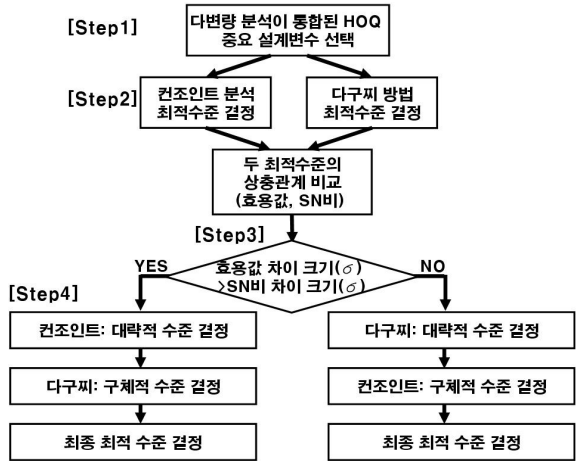 [Step1]
다변량 분석이 통합된 HOQ
중요 설계변수 선택
[Step2]
컨조인트 분석
최적수준 결정
다구찌 방법
최적수준 결정
두 최적수준의
상충관계 비교
(효용값, SN비)
[Step3]
YES
효용값 차이 크기(σ)
>SN비 차이 크기(σ)
NO
[Step4]
컨조인트: 대략적 수준 결정
다구찌: 구체적 수준 결정
최종 최적 수준 결정
다구찌: 대략적 수준 결정
컨조인트: 구체적 수준 결정
최종 최적 수준 결정